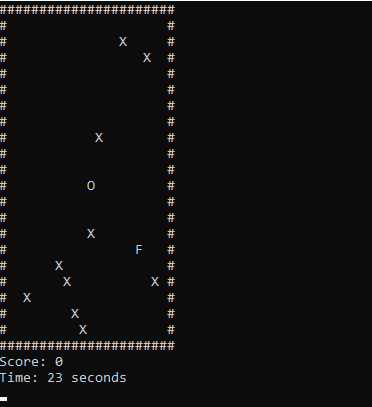 ######################
#                    #
#              X     #
#                 X  #
#                    #
#                    #
#                    #
#                    #
#           X        #
#                    #
#                    #
#          O         #
#                    #
#                    #
#          X         #
#                F   #
#      X             #
#       X          X #
#  X                 #
#        X           #
#         X          #
######################
Score: 0
Time: 23 seconds